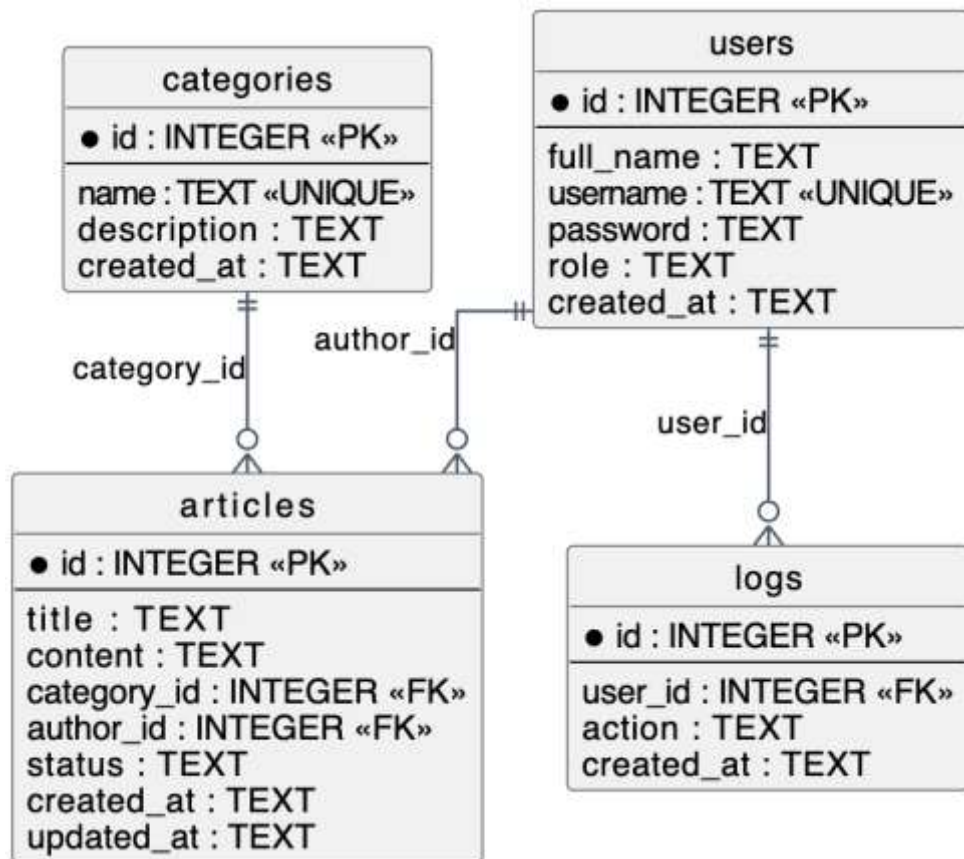 categories
● id : INTEGER «PK»
name : TEXT «UNIQUE»
description : TEXT
created_at : TEXT
users
● id : INTEGER «PK»
full_name : TEXT
username : TEXT «UNIQUE»
password : TEXT
role : TEXT
created_at : TEXT
category_id
author_id
user_id
articles
● id : INTEGER «PK»
title : TEXT
content : TEXT
category_id : INTEGER «FK»
author_id : INTEGER «FK»
status : TEXT
created_at : TEXT
updated_at : TEXT
logs
● id : INTEGER «PK»
user_id : INTEGER «FK»
action : TEXT
created_at : TEXT